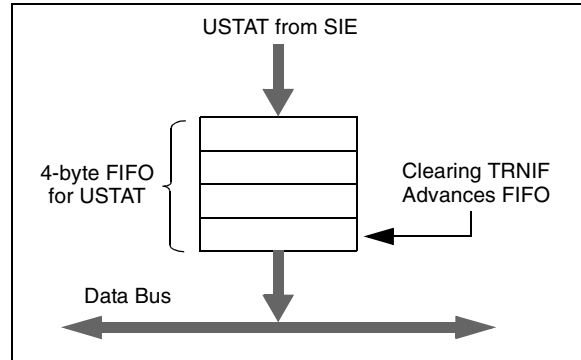 USTAT from SIE
4-byte FIFO
for USTAT
Clearing TRNIF
Advances FIFO
Data Bus